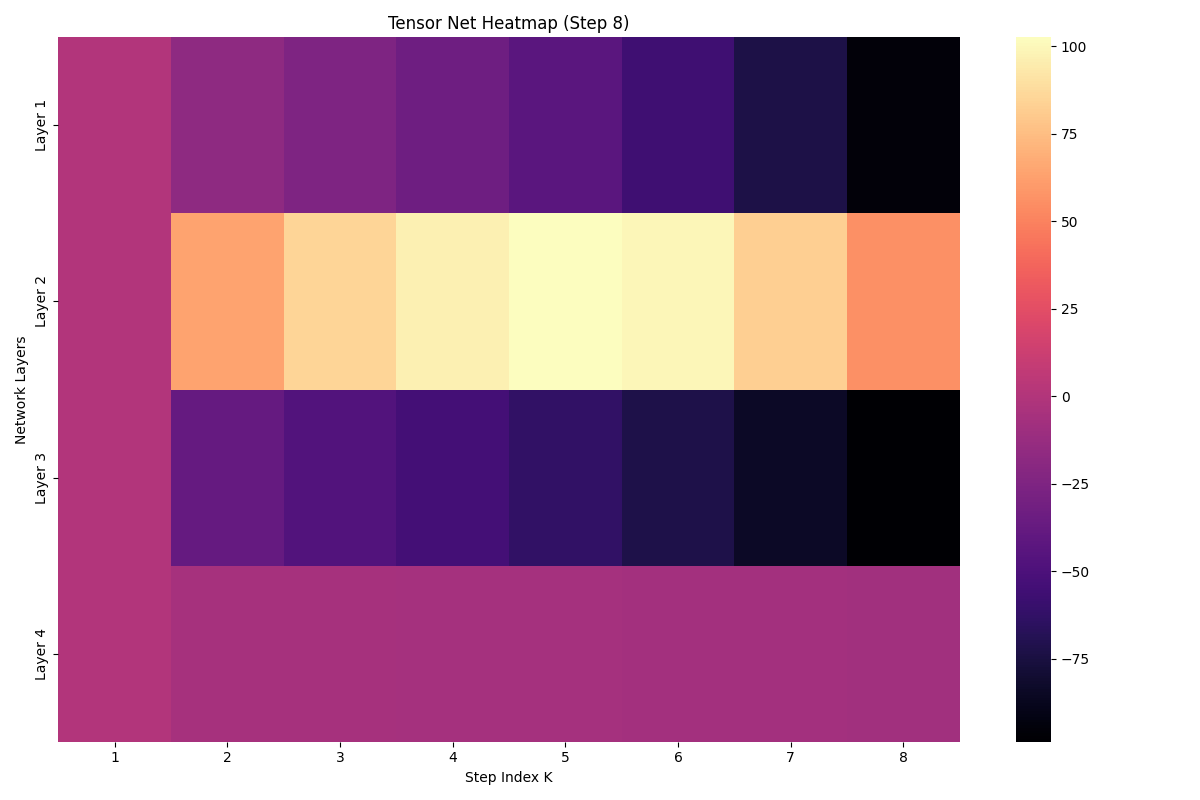 Tensor Net Heatmap (Step 8)
Network Layers
Layer 1
Layer 2
Layer 3
Layer 4
1 2 3 4 5 6 7 8
Step Index K
100
75
50
25
0
−25
−50
−75